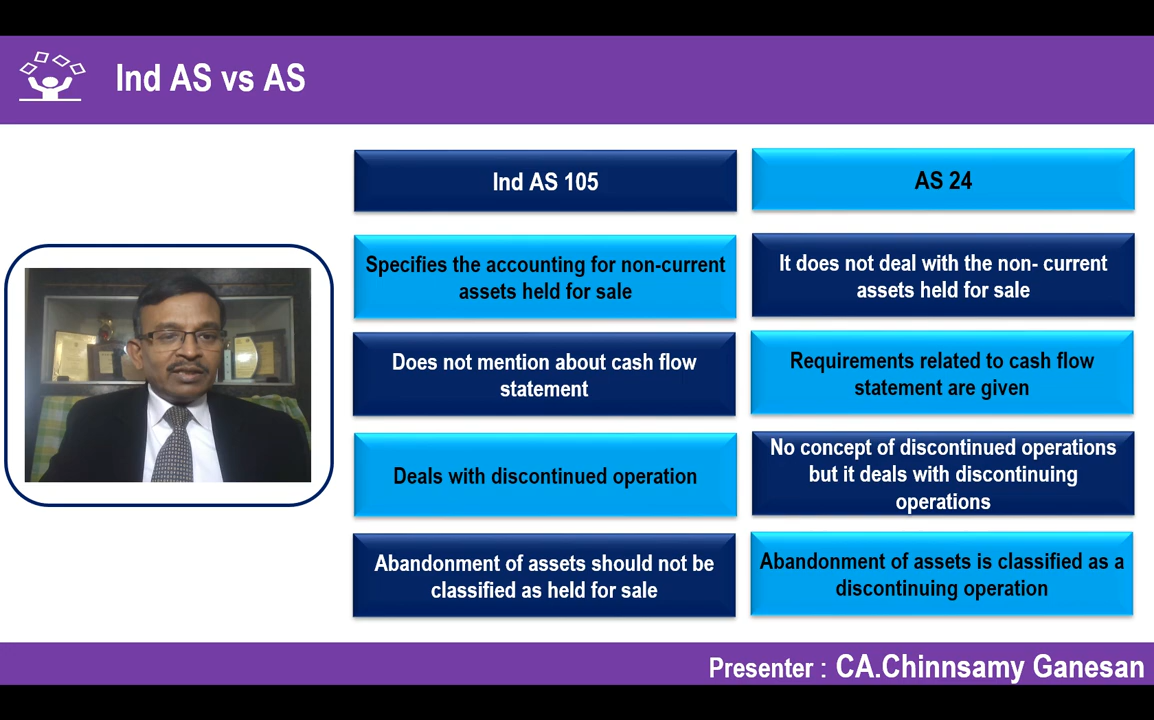 Ind AS vs AS
Ind AS 105
AS 24
Specifies the accounting for non-current
assets held for sale
It does not deal with the non- current
assets held for sale
Does not mention about cash flow
statement
Requirements related to cash flow
statement are given
Deals with discontinued operation
No concept of discontinued operations
but it deals with discontinuing
operations
Abandonment of assets should not be
classified as held for sale
Abandonment of assets is classified as a
discontinuing operation
Presenter : CA.Chinnsamy Ganesan